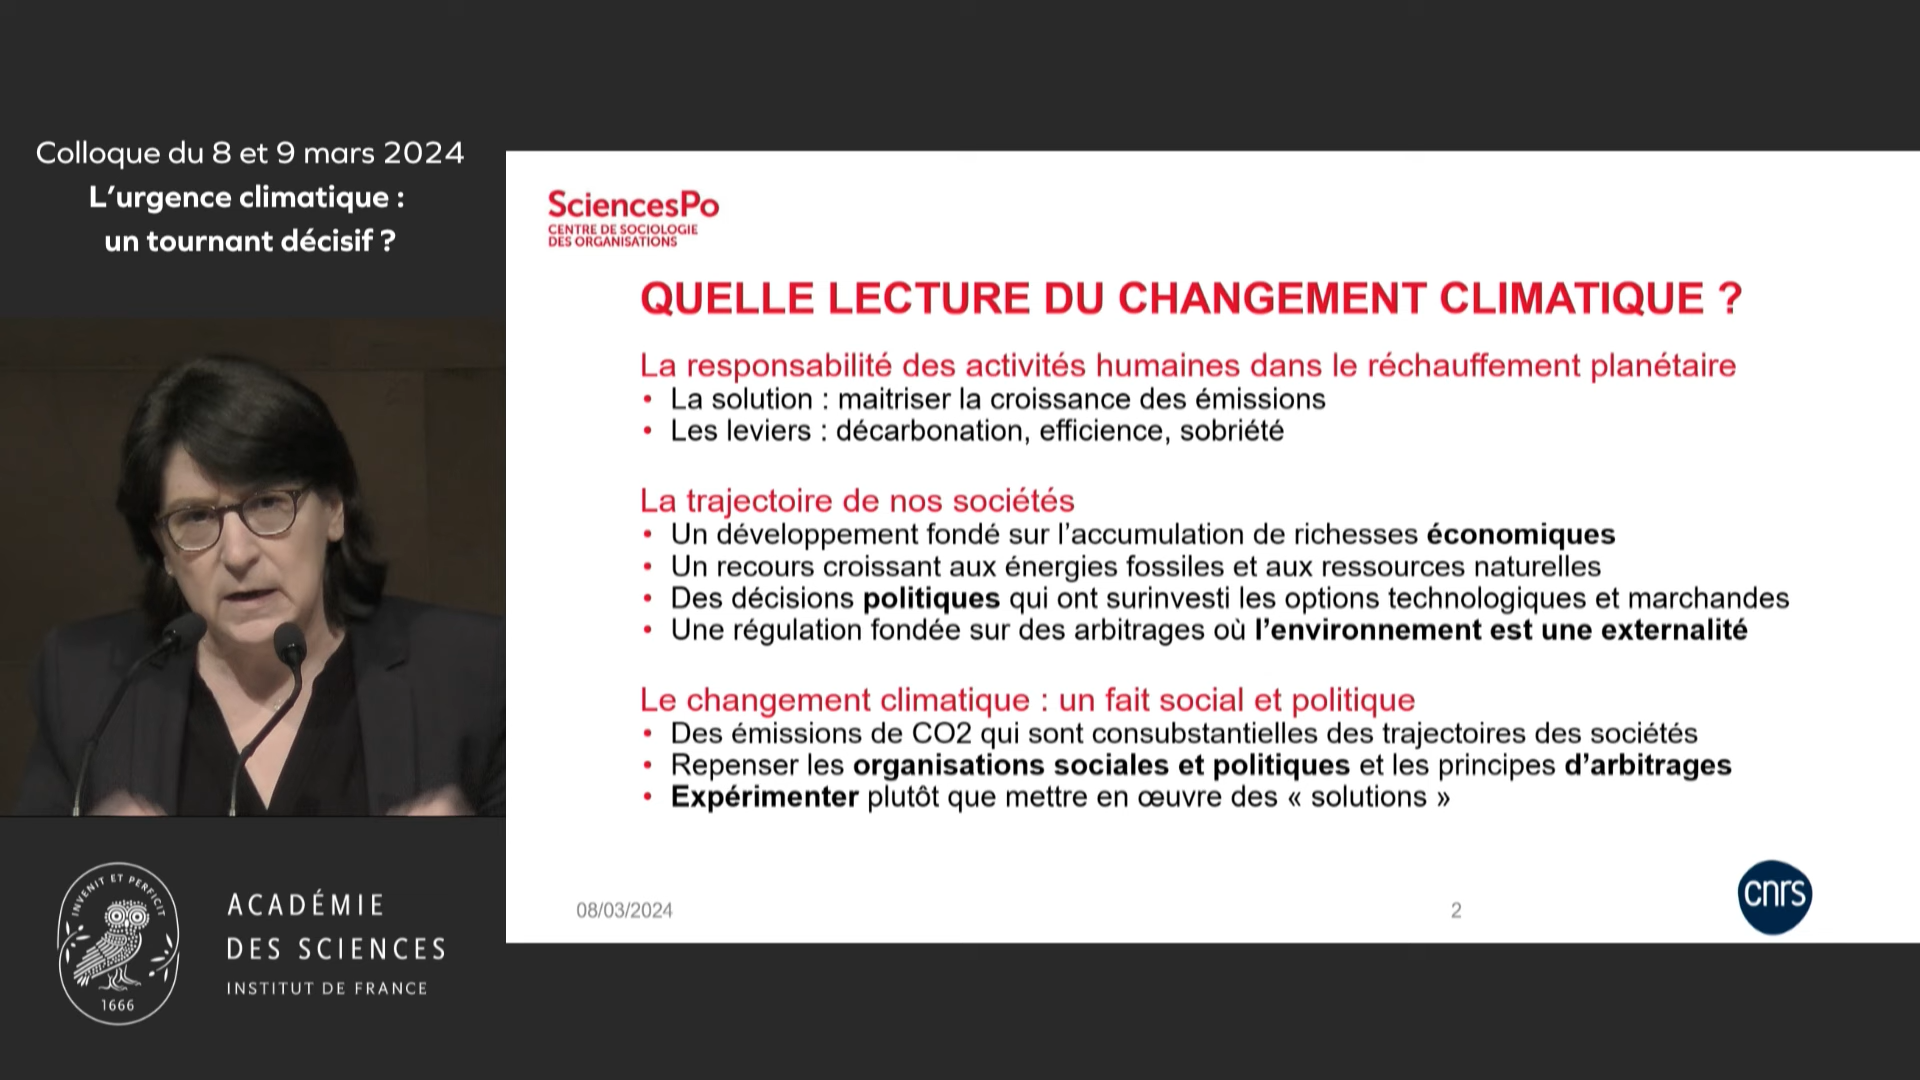 Colloque du 8 et 9 mars 2024
L'urgence climatique :
un tournant décisif ?
SciencesPo
CENTRE DE SOCIOLOGIE
DES ORGANISATIONS
QUELLE LECTURE DU CHANGEMENT CLIMATIQUE ?
La responsabilité des activités humaines dans le réchauffement planétaire
• La solution : maitriser la croissance des émissions
• Les leviers : décarbonation, efficience, sobriété
La trajectoire de nos sociétés
• Un développement fondé sur l'accumulation de richesses économiques
• Un recours croissant aux énergies fossiles et aux ressources naturelles
• Des décisions politiques qui ont surinvesti les options technologiques et marchandes
• Une régulation fondée sur des arbitrages où l'environnement est une externalité
Le changement climatique : un fait social et politique
• Des émissions de CO2 qui sont consubstantielles des trajectoires des sociétés
• Repenser les organisations sociales et politiques et les principes d'arbitrages
• Expérimenter plutôt que mettre en œuvre des « solutions »
08/03/2024
2
cnrs
INVENIT ET PERFICIT
1666
ACADÉMIE
DES SCIENCES
INSTITUT DE FRANCE